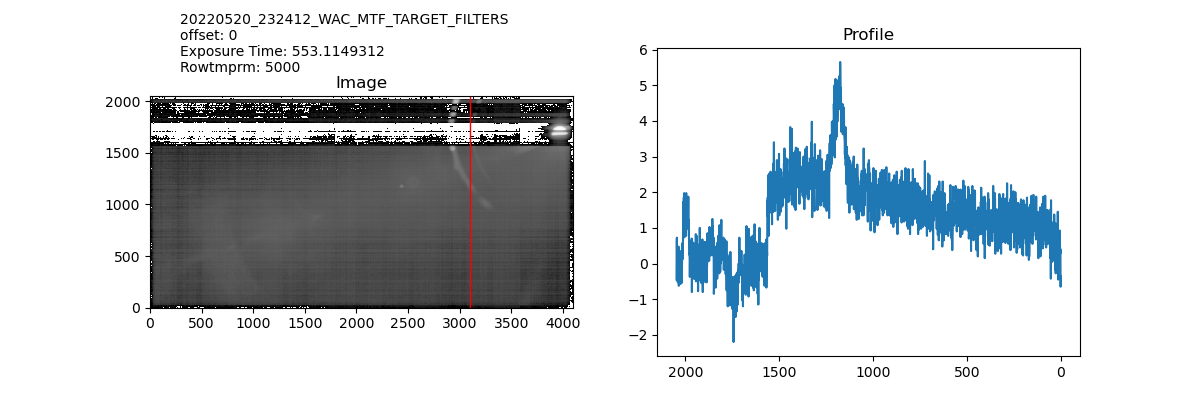 20220520_232412_WAC_MTF_TARGET_FILTERS
offset: 0
Exposure Time: 553.1149312
Rowtmprm: 5000
Image
2000
1500
1000
500
0
0 500 1000 1500 2000 2500 3000 3500 4000
Profile
6
5
4
3
2
1
0
−1
−2
2000 1500 1000 500 0